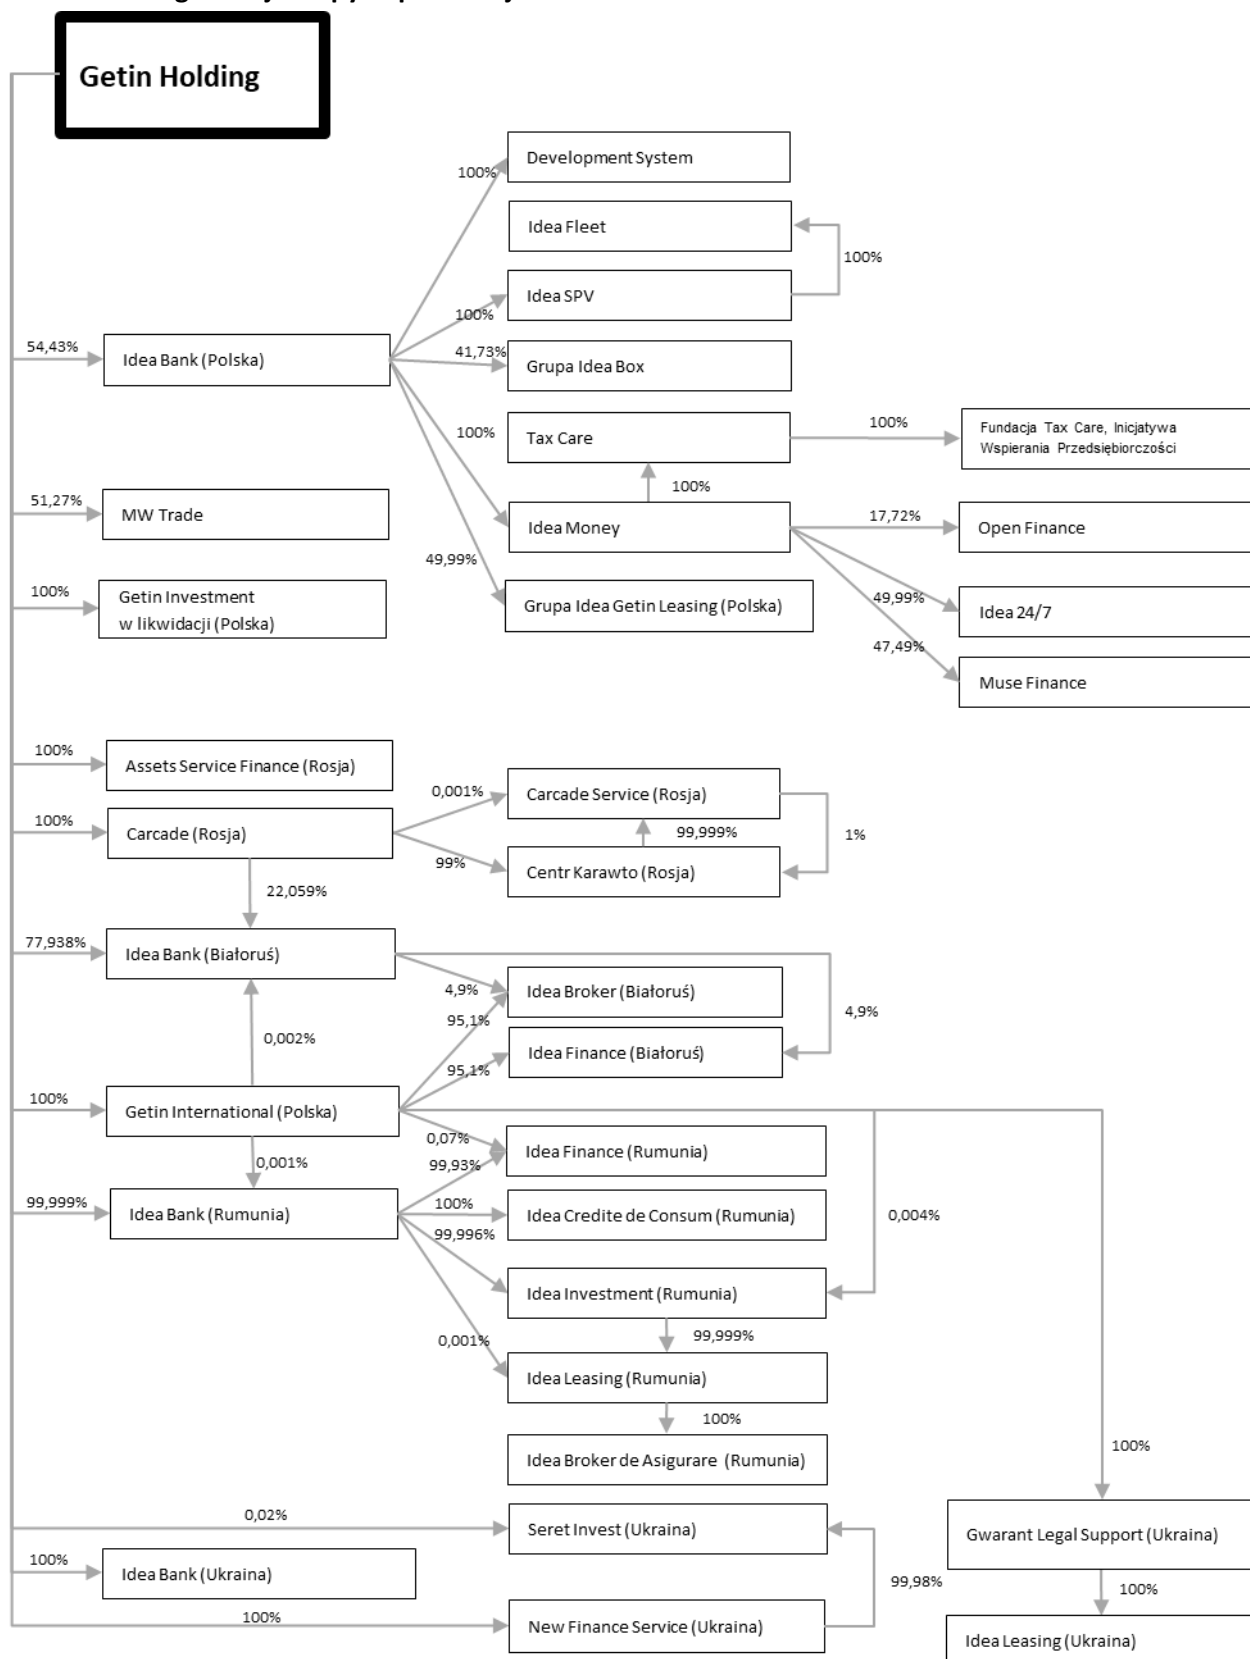 Getin Holding
100%
Development System
Idea Fleet
100%
Idea SPV
100%
54,43%
Idea Bank (Polska)
41,73%
Grupa Idea Box
100%
Tax Care
100%
Fundacja Tax Care, Inicjatywa
Wspierania Przedsiębiorczości
51,27%
MW Trade
100%
Idea Money
17,72%
Open Finance
49,99%
100%
Getin Investment
w likwidacji (Polska)
Grupa Idea Getin Leasing (Polska)
49,99%
Idea 24/7
47,49%
Muse Finance
100%
Assets Service Finance (Rosja)
0,001%
Carcade Service (Rosja)
100%
Carcade (Rosja)
99,999%
1%
99%
Centr Karawto (Rosja)
22,059%
77,938%
Idea Bank (Białoruś)
4,9%
Idea Broker (Białoruś)
95,1%
4,9%
0,002%
Idea Finance (Białoruś)
95,1%
100%
Getin International (Polska)
0,07%
0,001%
99,93%
Idea Finance (Rumunia)
99,999%
Idea Bank (Rumunia)
100%
Idea Credite de Consum (Rumunia)
0,004%
99,996%
Idea Investment (Rumunia)
0,001%
99,999%
Idea Leasing (Rumunia)
100%
Idea Broker de Asigurare (Rumunia)
100%
0,02%
Seret Invest (Ukraina)
Gwarant Legal Support (Ukraina)
100%
Idea Bank (Ukraina)
99,98%
100%
100%
New Finance Service (Ukraina)
Idea Leasing (Ukraina)